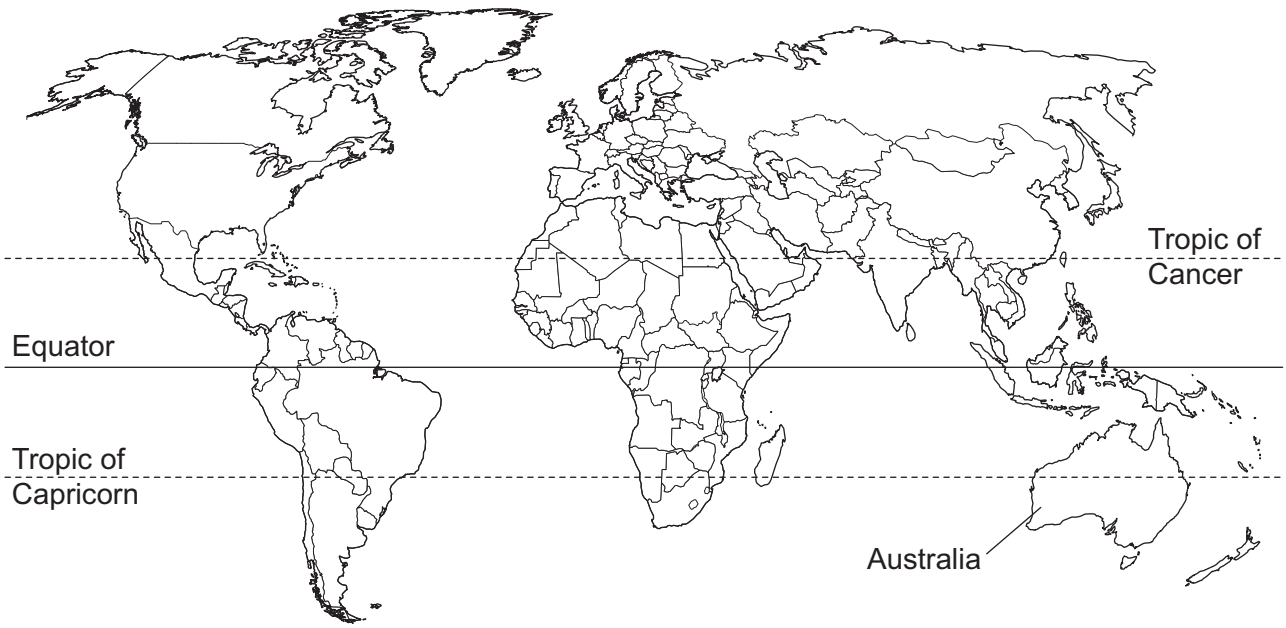 Tropic of
Cancer
Equator
Tropic of
Capricorn
Australia